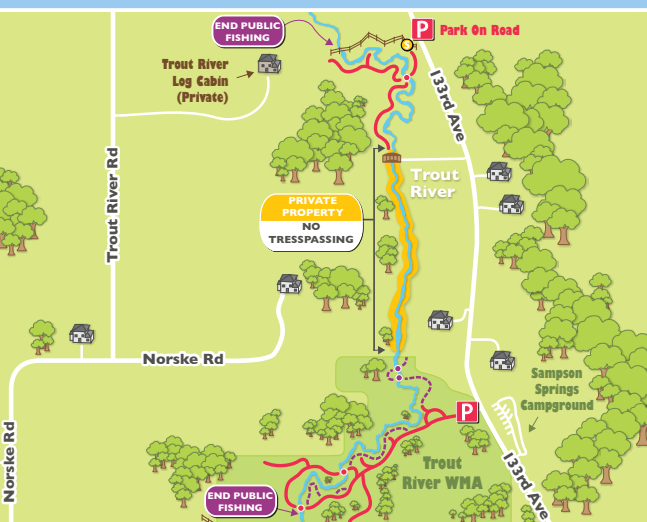 END PUBLIC
FISHING
P
Park On Road
Trout River
Log Cabin
(Private)
133rd Ave
Trout River Rd
Trout
River
PRIVATE
PROPERTY
NO
TRESSPASSING
Norske Rd
Sampson
Springs
Campground
P
Norske Rd
Trout
River WMA
133rd Ave
END PUBLIC
FISHING